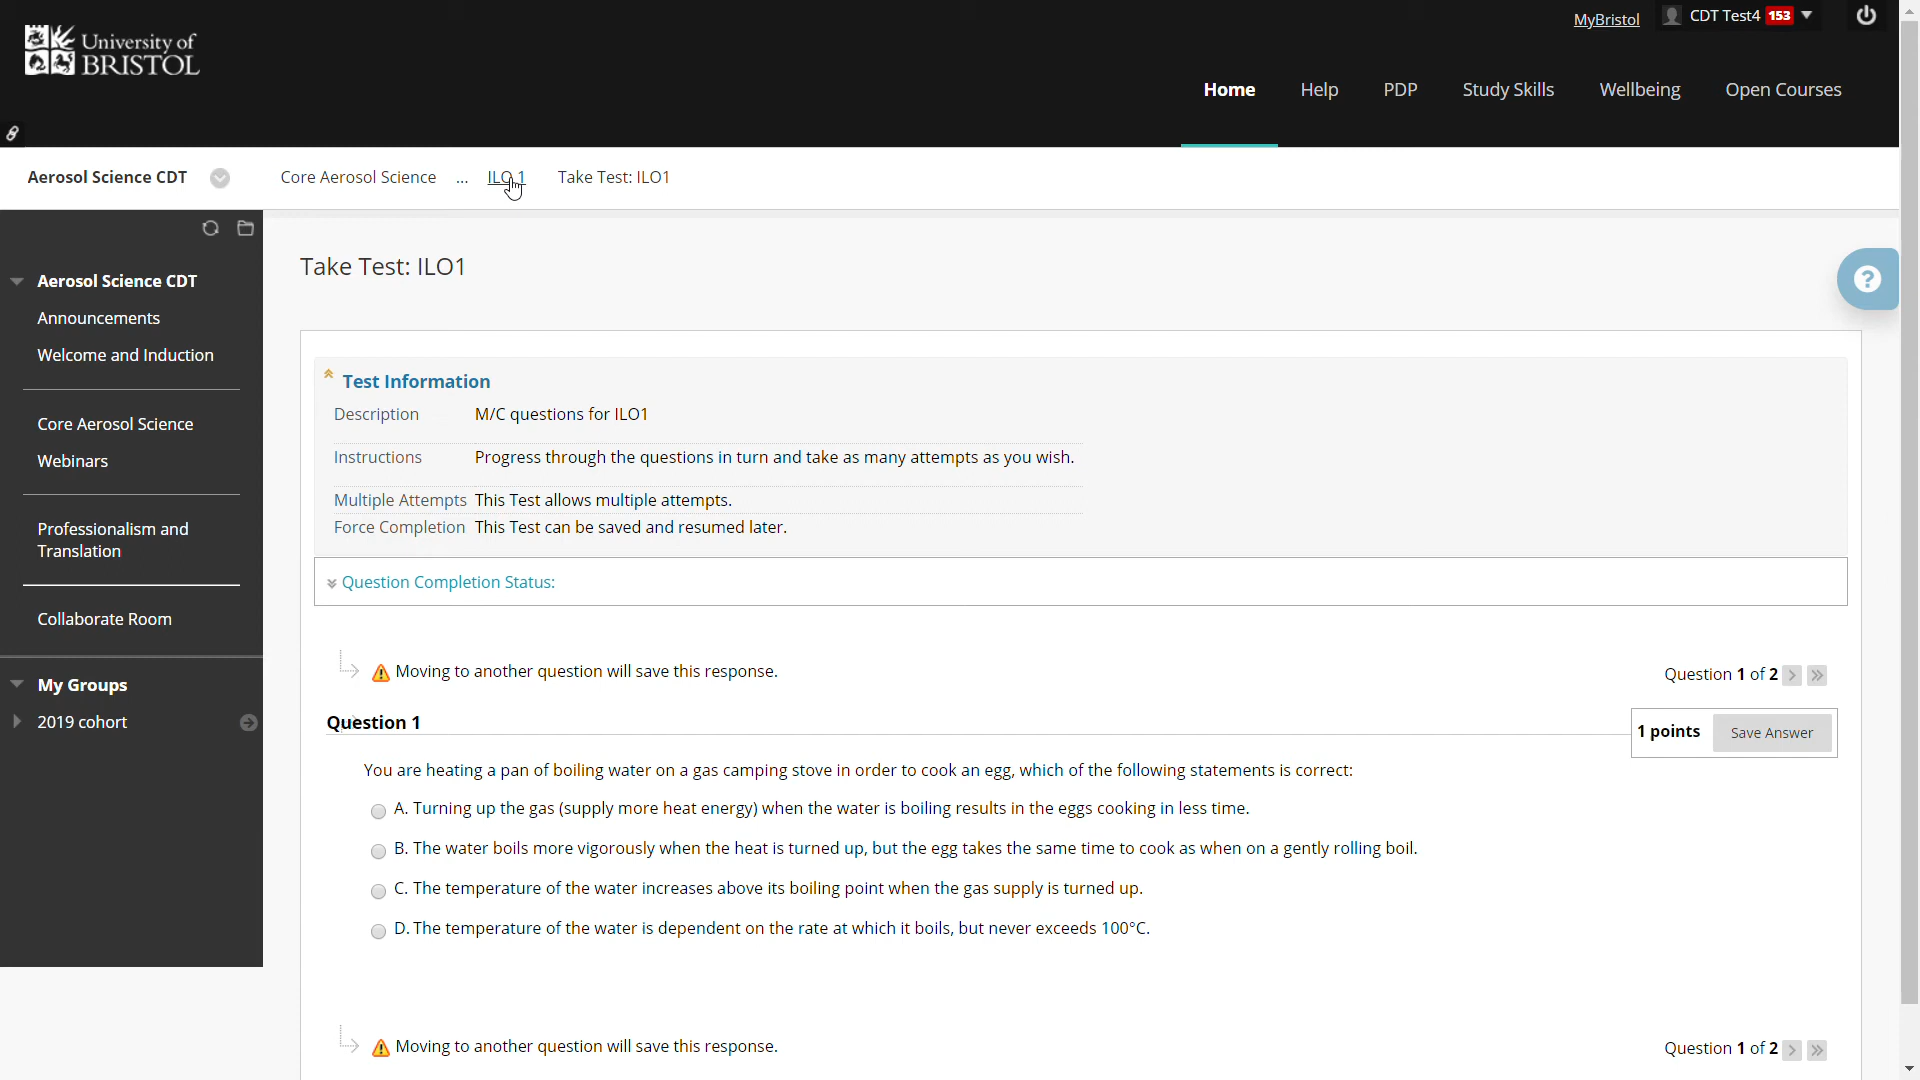 University of
BRISTOL
MyBristol
CDT Test4 153
Home
Help
PDP
Study Skills
Wellbeing
Open Courses
Aerosol Science CDT
Core Aerosol Science
...
ILO 1
Take Test: ILO1
Aerosol Science CDT
Announcements
Welcome and Induction
Core Aerosol Science
Webinars
Professionalism and
Translation
Collaborate Room
My Groups
2019 cohort
Take Test: ILO1
?
Test Information
Description M/C questions for ILO1
Instructions Progress through the questions in turn and take as many attempts as you wish.
Multiple Attempts This Test allows multiple attempts.
Force Completion This Test can be saved and resumed later.
Question Completion Status:
Moving to another question will save this response.
Question 1 of 2 > »
Question 1
1 points Save Answer
You are heating a pan of boiling water on a gas camping stove in order to cook an egg, which of the following statements is correct:
A. Turning up the gas (supply more heat energy) when the water is boiling results in the eggs cooking in less time.
B. The water boils more vigorously when the heat is turned up, but the egg takes the same time to cook as when on a gently rolling boil.
C. The temperature of the water increases above its boiling point when the gas supply is turned up.
D. The temperature of the water is dependent on the rate at which it boils, but never exceeds 100°C.
Moving to another question will save this response.
Question 1 of 2 > »